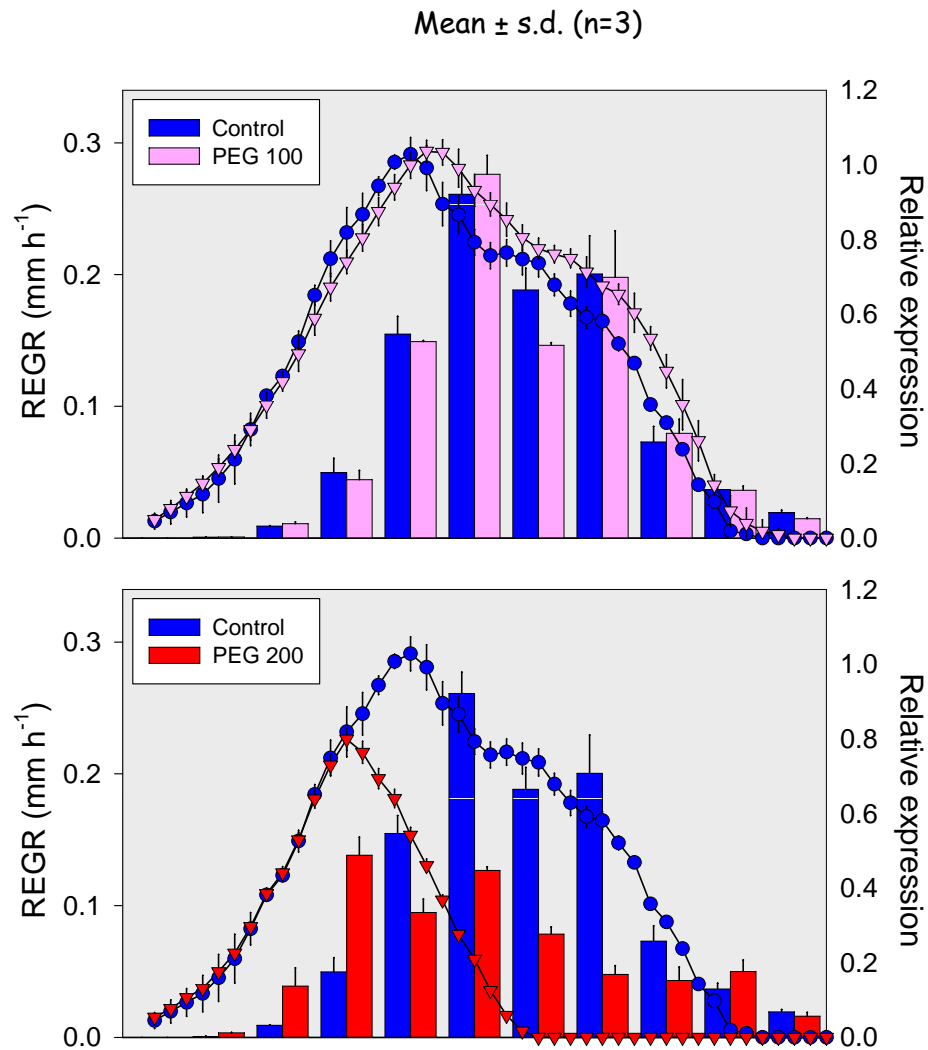 Mean ± s.d. (n=3)
Control
PEG 100
REGR (mm h⁻¹)
0.3
0.2
0.1
0.0
Relative expression
1.2
1.0
0.8
0.6
0.4
0.2
0.0
Control
PEG 200
REGR (mm h⁻¹)
0.3
0.2
0.1
0.0
Relative expression
1.2
1.0
0.8
0.6
0.4
0.2
0.0